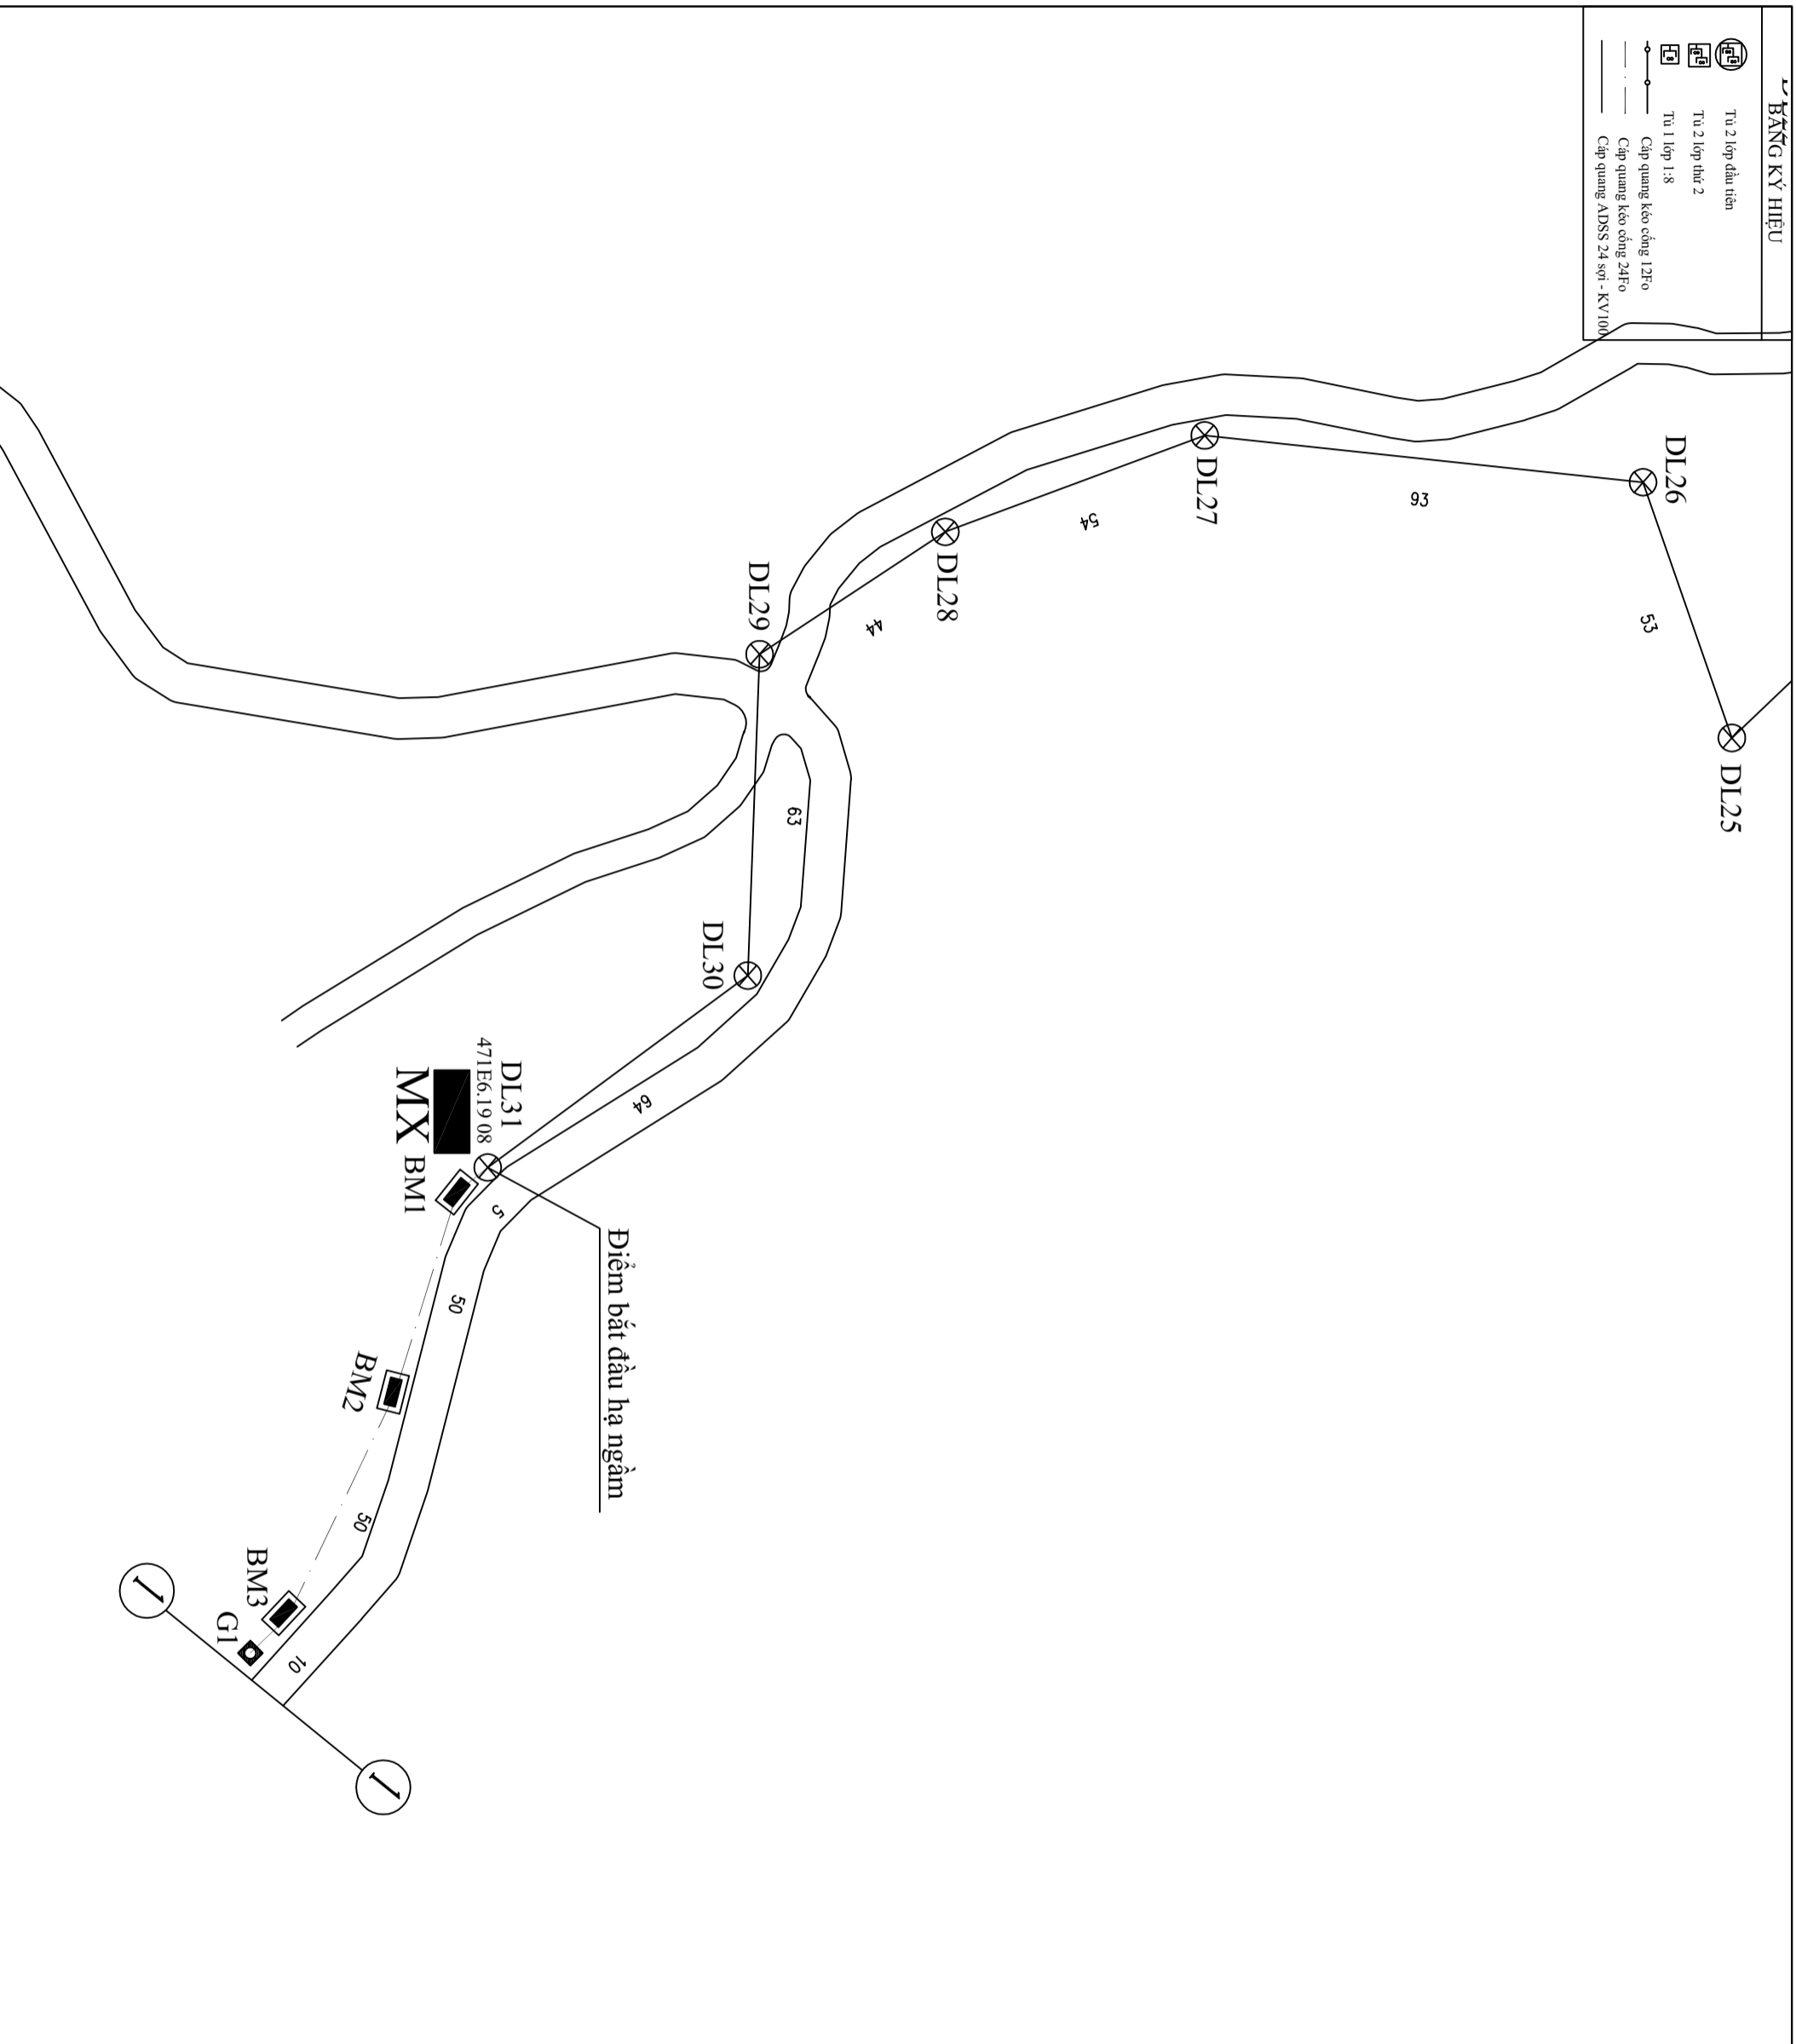 BẢNG KÝ HIỆU
Tủ 2 lớp đầu tiên
Tủ 2 lớp thứ 2
Tủ 1 lớp 1:8
Cáp quang kéo cống 12Fo
Cáp quang kéo cống 24Fo
Cáp quang ADSS 24 sợi - KV100
DL25
53
DL26
93
DL27
54
DL28
44
DL29
63
DL30
64
DL31
471E6.19 08
MX
BM1
5
Điểm bắt đầu hạ ngầm
50
BM2
50
BM3
G1
10
1
1